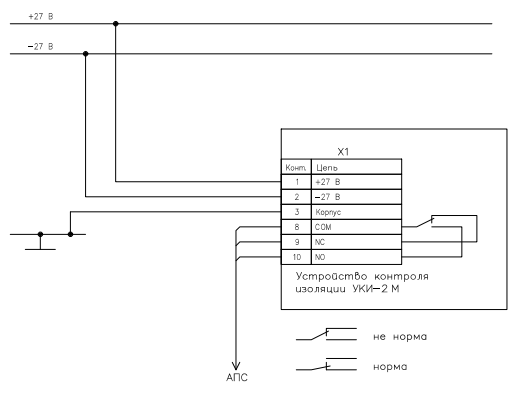 +27 В
−27 В
X1
Конт. Цепь
1 +27 В
2 −27 В
3 Корпус
8 COM
9 NC
10 NO
Устройство контроля
изоляции УКИ−2 М
не норма
норма
АПС